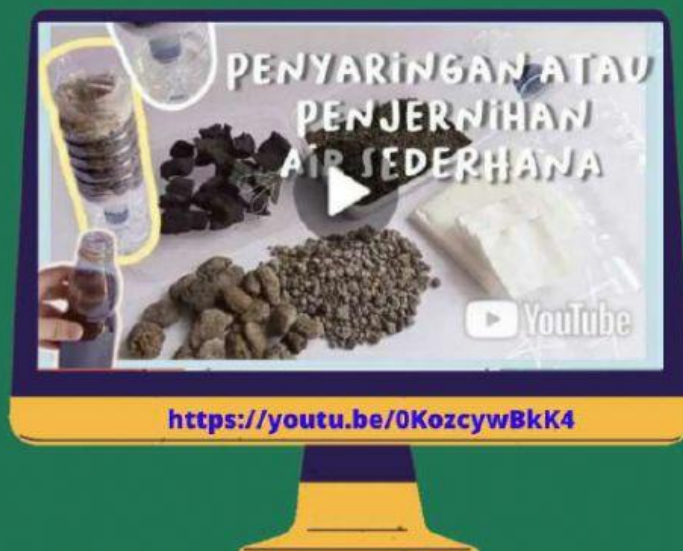 PENYARINGAN ATAU
PENJERNIHAN
AIR SEDERHANA
YouTube
https://youtu.be/0KozcywBkK4